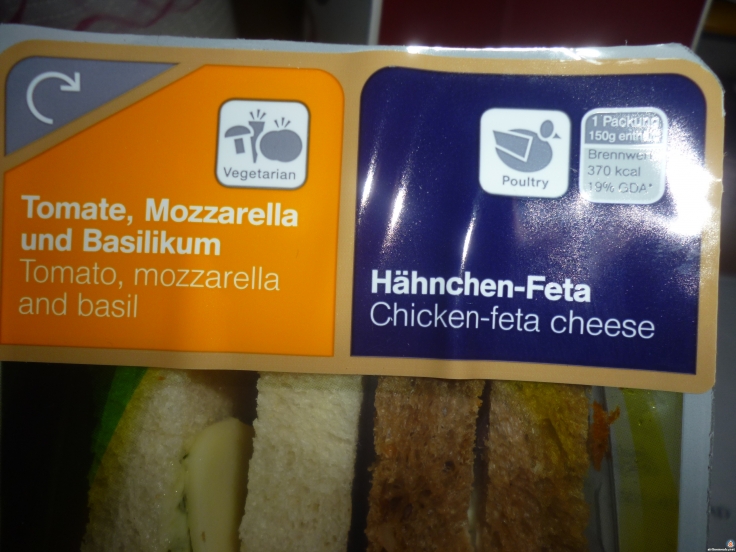 Vegetarian
Tomate, Mozzarella
und Basilikum
Tomato, mozzarella
and basil
Poultry
1 Packung
150g enthält
Brennwert
370 kcal
19% GDA*
Hähnchen-Feta
Chicken-feta cheese